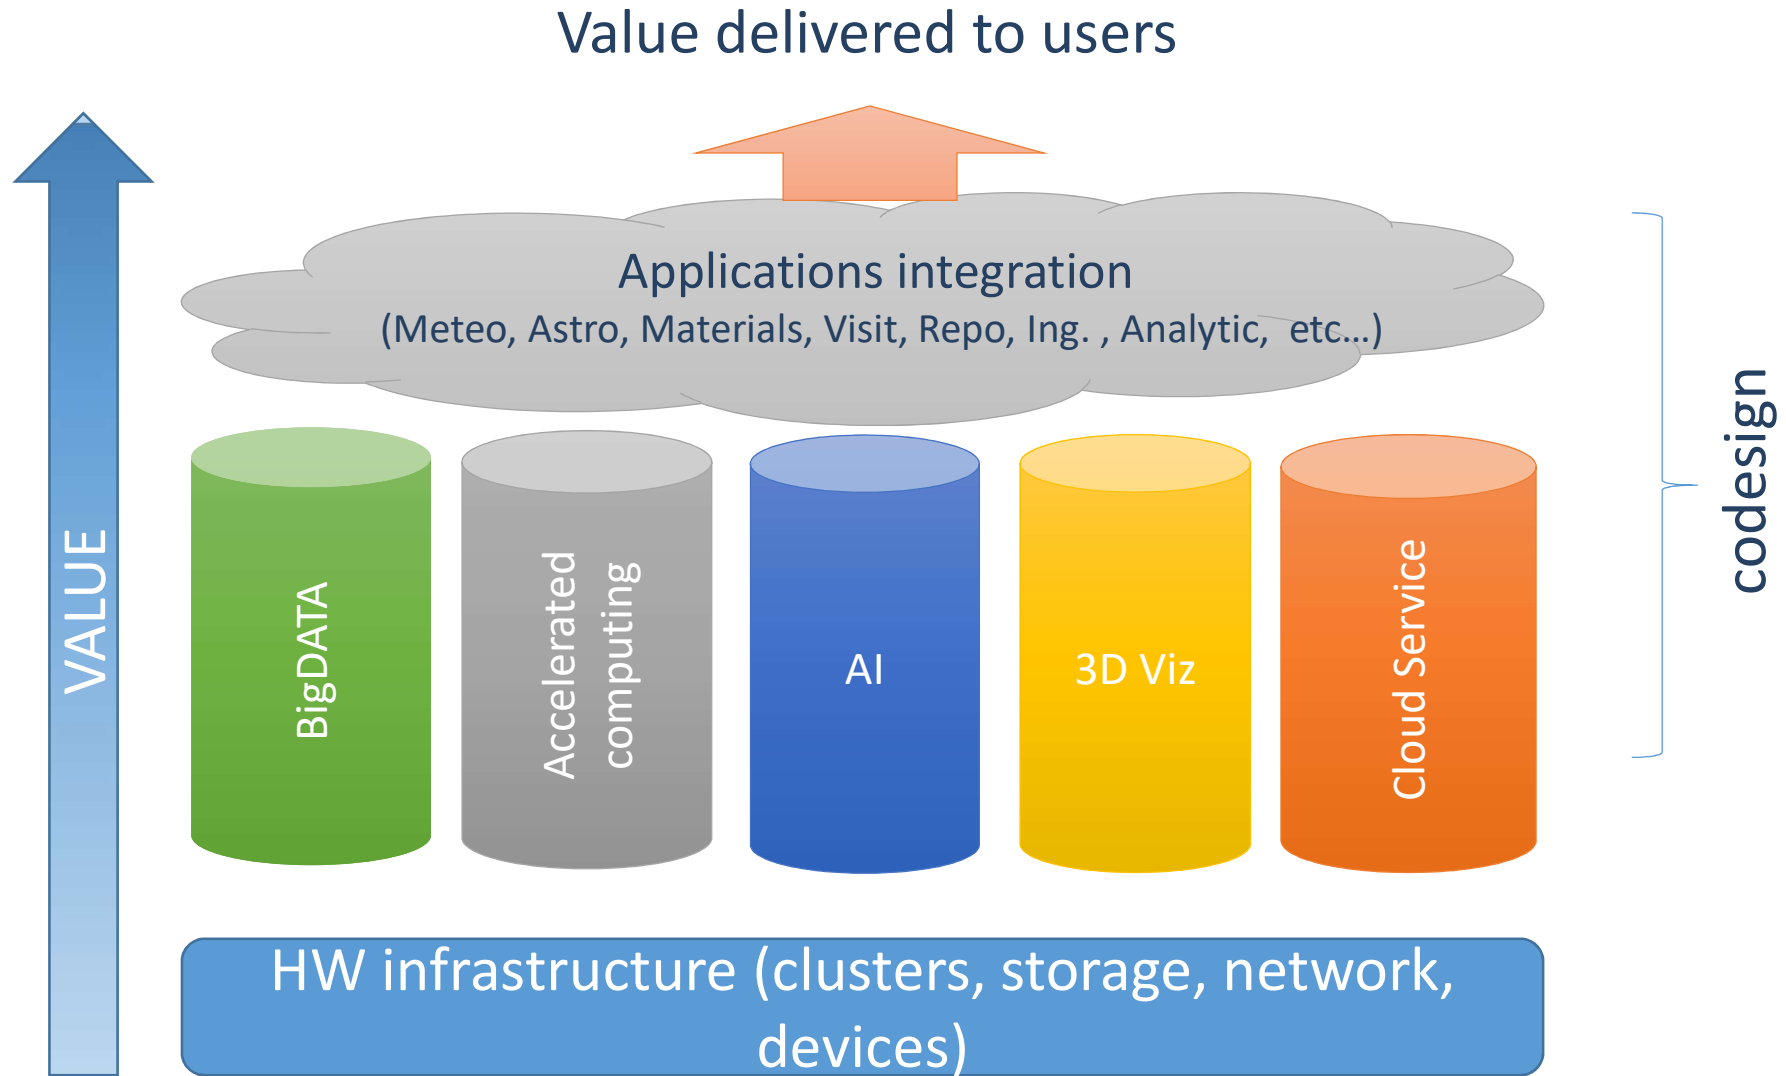 Value delivered to users
Applications integration
(Meteo, Astro, Materials, Visit, Repo, Ing. , Analytic,  etc...)
VALUE
BigDATA
Accelerated
computing
AI
3D Viz
Cloud Service
codesign
HW infrastructure (clusters, storage, network,
devices)